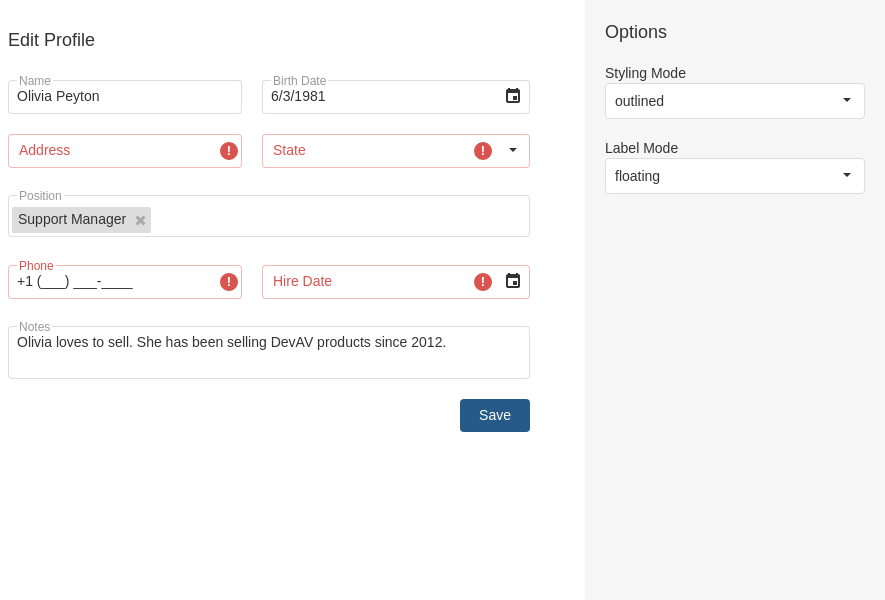 Edit Profile
Name
Olivia Peyton
Birth Date
6/3/1981
Address
!
State
!
Position
Support Manager
Phone
+1 (___) ___-____
!
Hire Date
!
Notes
Olivia loves to sell. She has been selling DevAV products since 2012.
Save
Options
Styling Mode
outlined
Label Mode
floating